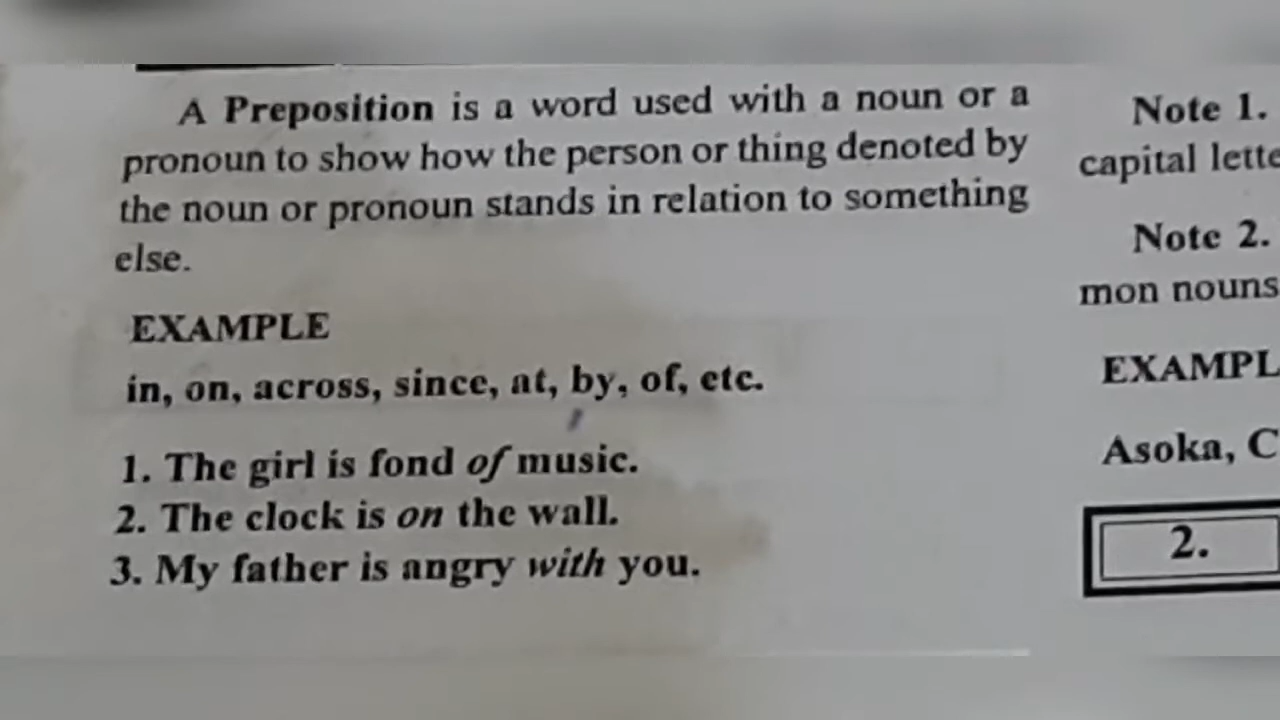 A Preposition is a word used with a noun or a
pronoun to show how the person or thing denoted by
the noun or pronoun stands in relation to something
else.
EXAMPLE
in, on, across, since, at, by, of, etc.
1. The girl is fond of music.
2. The clock is on the wall.
3. My father is angry with you.
Note 1.
capital lette
Note 2.
mon nouns
EXAMPL
Asoka, C
2.